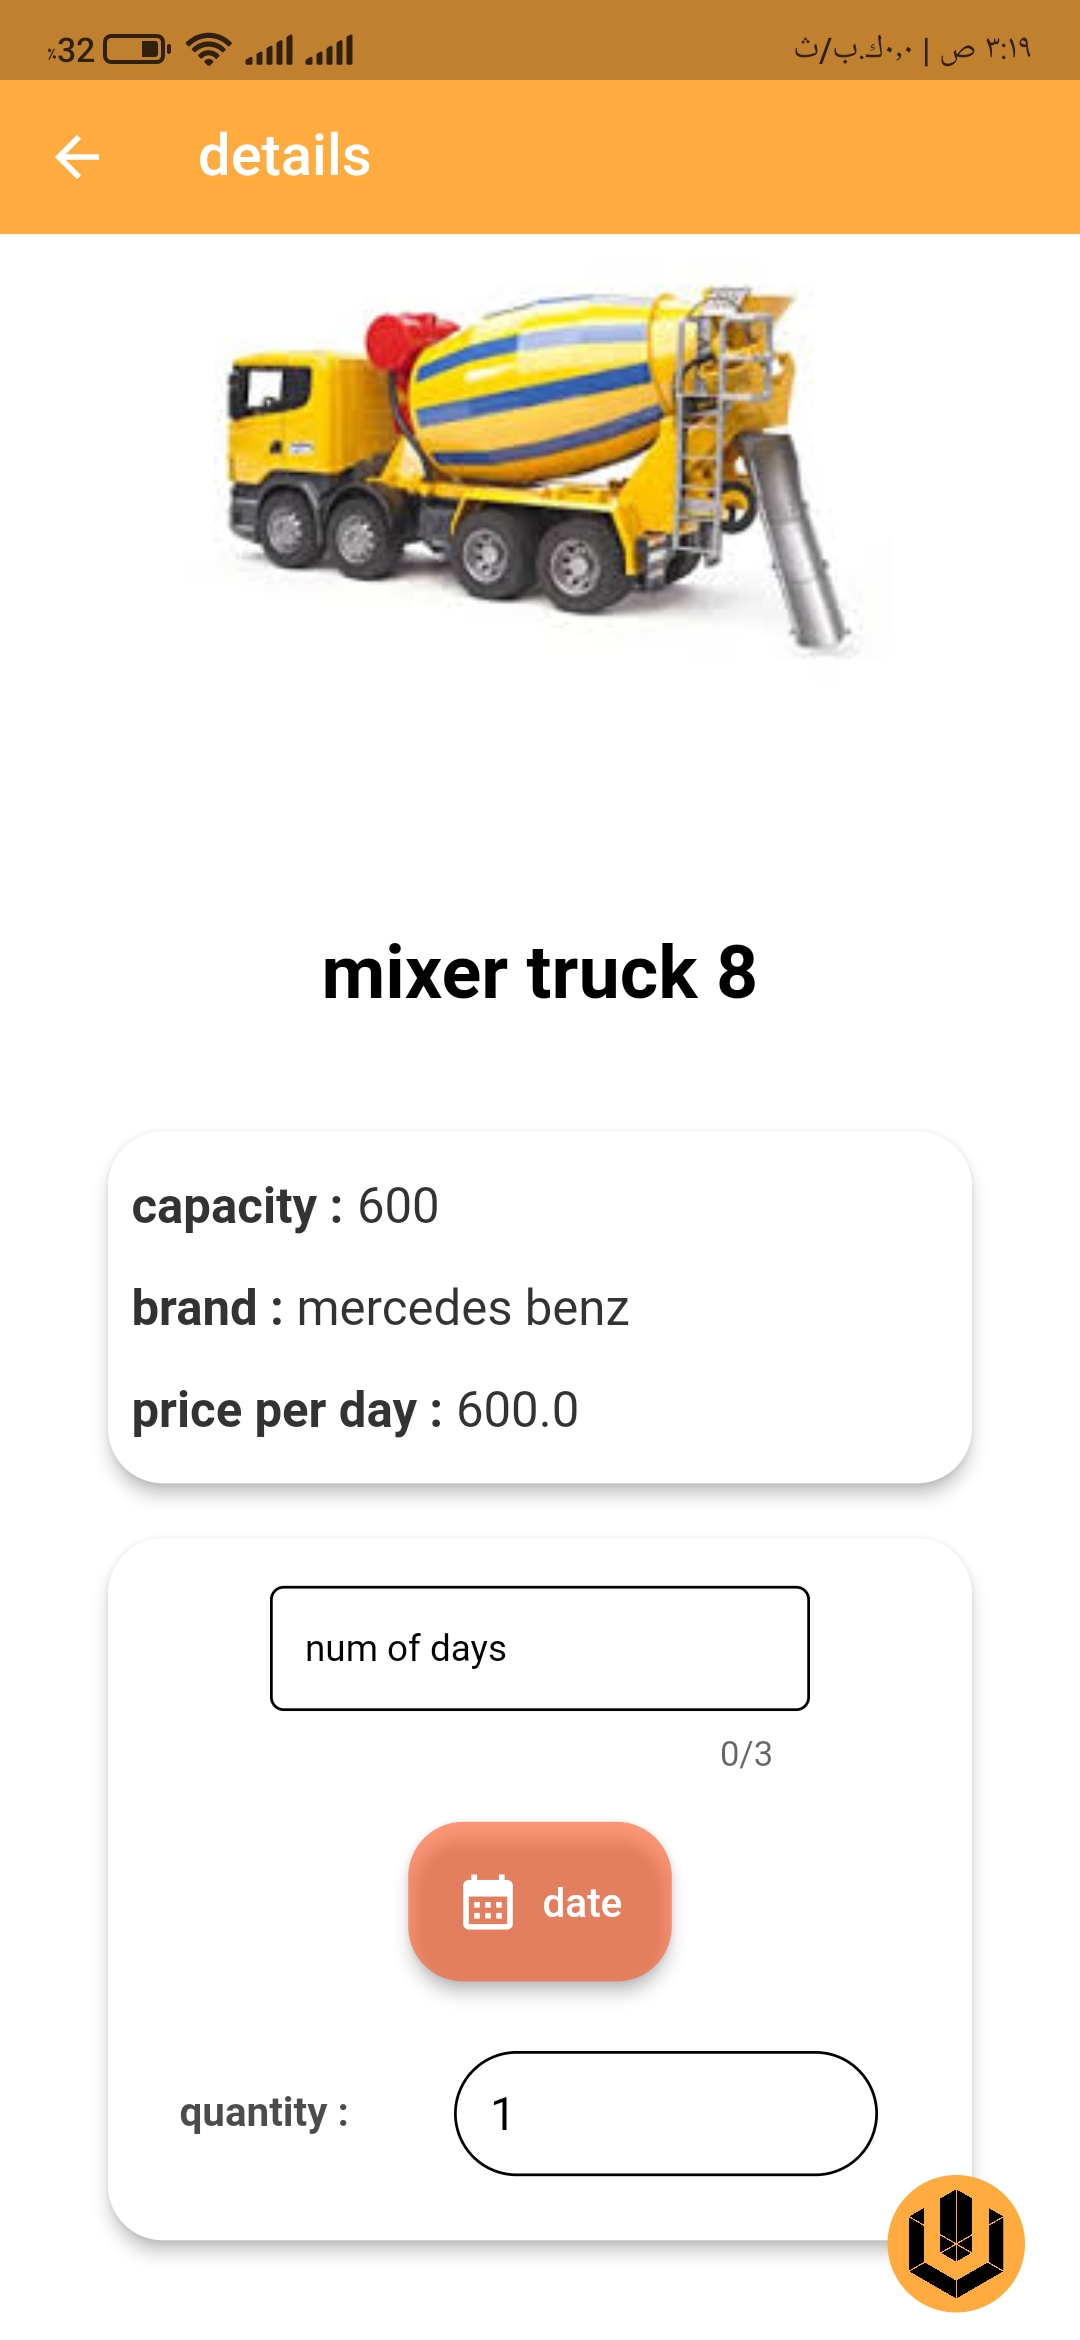 ٪32 ٣:١٩ ص | ٠,٠ك.ب/ث
details
mixer truck 8
capacity : 600
brand : mercedes benz
price per day : 600.0
num of days
0/3
date
quantity : 1